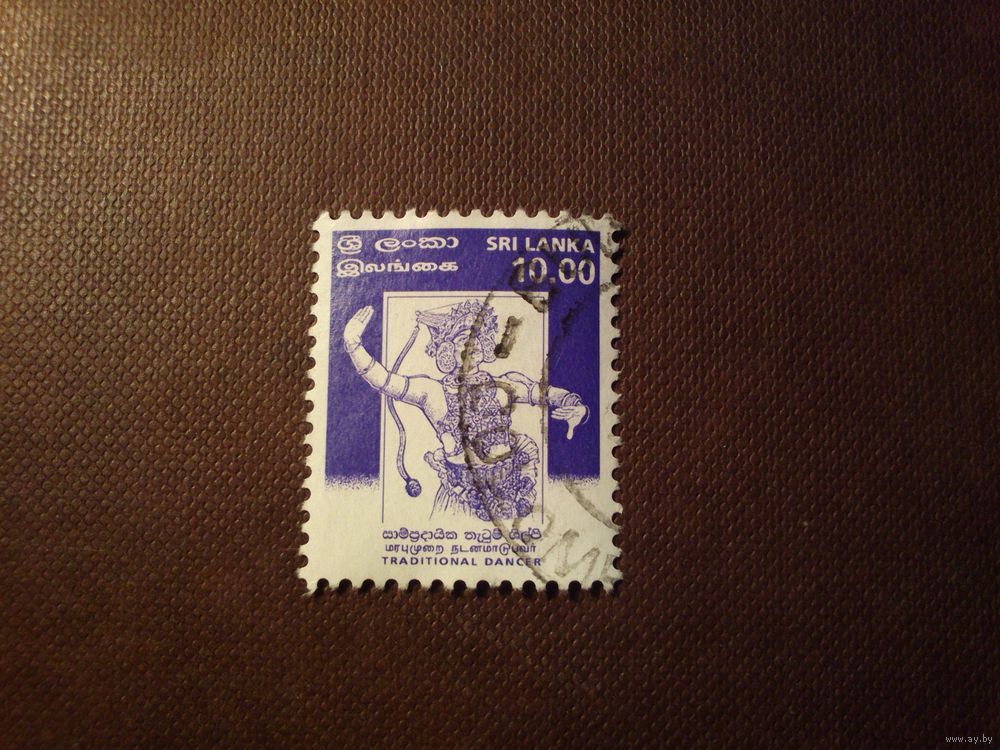 ශ්‍රී ලංකා SRI LANKA
இலங்கை 10.00
සාම්ප්‍රදායික නැටුම් ශිල්පී
மரபுமுறை நடனமாடுபவர்
TRADITIONAL DANCER
www.ay.by